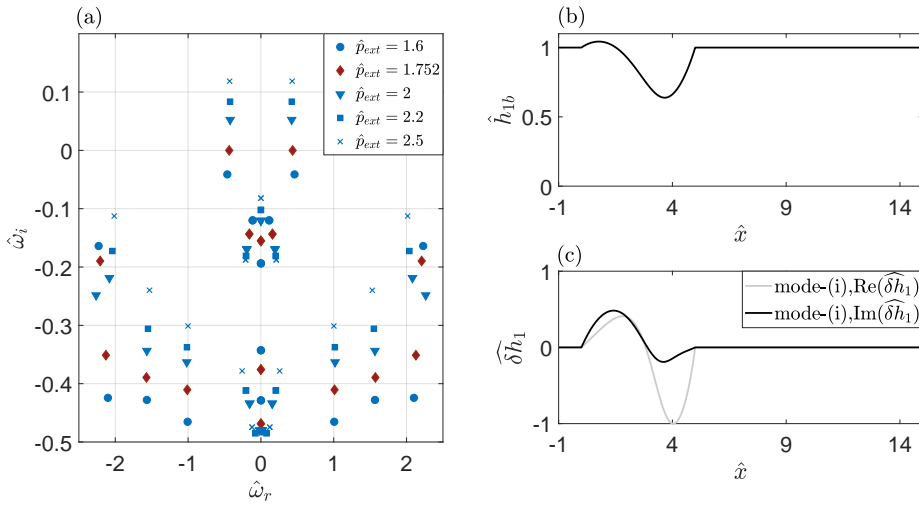 (a)
p̂ext = 1.6
p̂ext = 1.752
p̂ext = 2
p̂ext = 2.2
p̂ext = 2.5
0.1
0
-0.1
-0.2
-0.3
-0.4
-0.5
ω̂i
-2 -1 0 1 2
ω̂r
(b)
1
0.5
0
ĥ1b
-1 4 9 14
x̂
(c)
mode-(i),Re(δ̂h1)
mode-(i),Im(δ̂h1)
1
0
-1
δ̂h1
-1 4 9 14
x̂